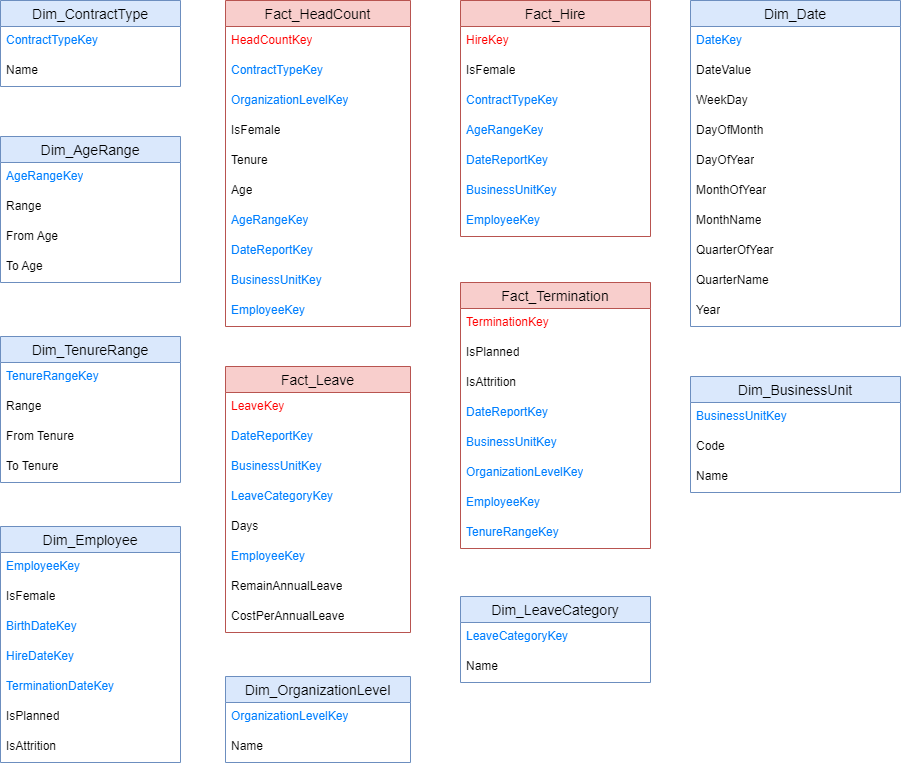 Dim_ContractType
ContractTypeKey
Name
Dim_AgeRange
AgeRangeKey
Range
From Age
To Age
Dim_TenureRange
TenureRangeKey
Range
From Tenure
To Tenure
Dim_Employee
EmployeeKey
IsFemale
BirthDateKey
HireDateKey
TerminationDateKey
IsPlanned
IsAttrition
Fact_HeadCount
HeadCountKey
ContractTypeKey
OrganizationLevelKey
IsFemale
Tenure
Age
AgeRangeKey
DateReportKey
BusinessUnitKey
EmployeeKey
Fact_Leave
LeaveKey
DateReportKey
BusinessUnitKey
LeaveCategoryKey
Days
EmployeeKey
RemainAnnualLeave
CostPerAnnualLeave
Dim_OrganizationLevel
OrganizationLevelKey
Name
Fact_Hire
HireKey
IsFemale
ContractTypeKey
AgeRangeKey
DateReportKey
BusinessUnitKey
EmployeeKey
Fact_Termination
TerminationKey
IsPlanned
IsAttrition
DateReportKey
BusinessUnitKey
OrganizationLevelKey
EmployeeKey
TenureRangeKey
Dim_LeaveCategory
LeaveCategoryKey
Name
Dim_Date
DateKey
DateValue
WeekDay
DayOfMonth
DayOfYear
MonthOfYear
MonthName
QuarterOfYear
QuarterName
Year
Dim_BusinessUnit
BusinessUnitKey
Code
Name